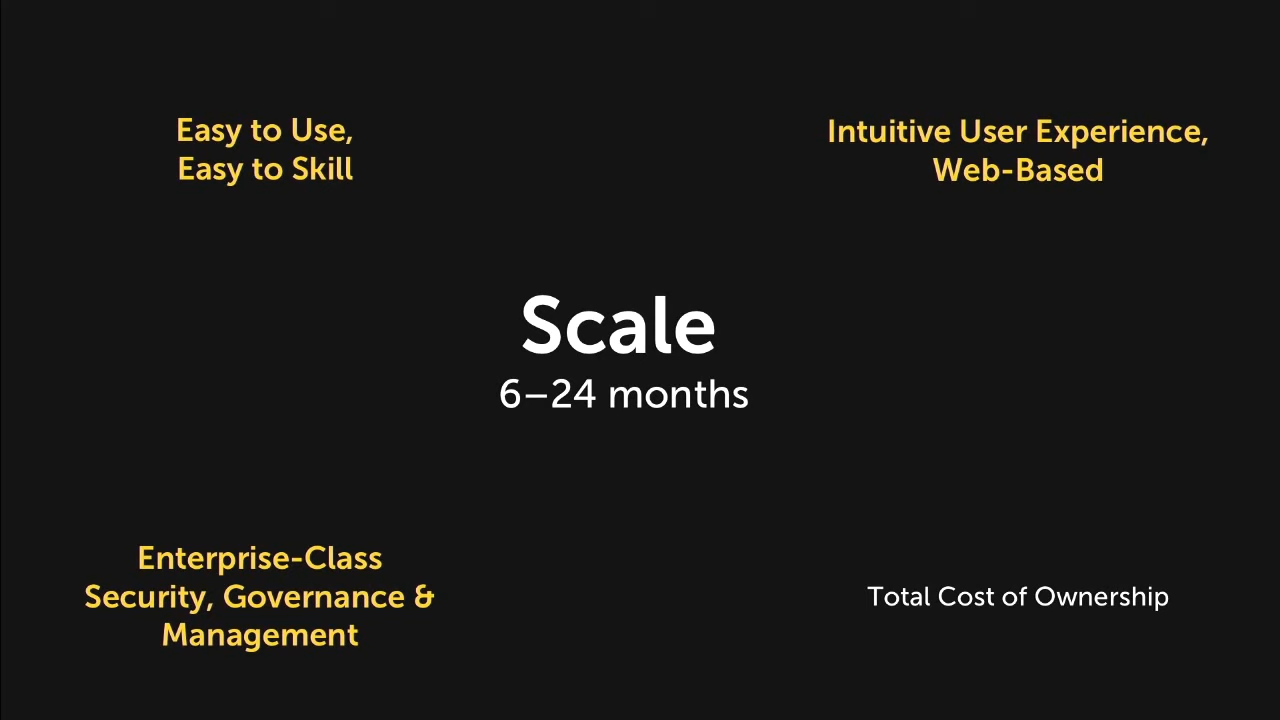 Easy to Use,
Easy to Skill
Intuitive User Experience,
Web-Based
Scale
6–24 months
Enterprise-Class
Security, Governance &
Management
Total Cost of Ownership